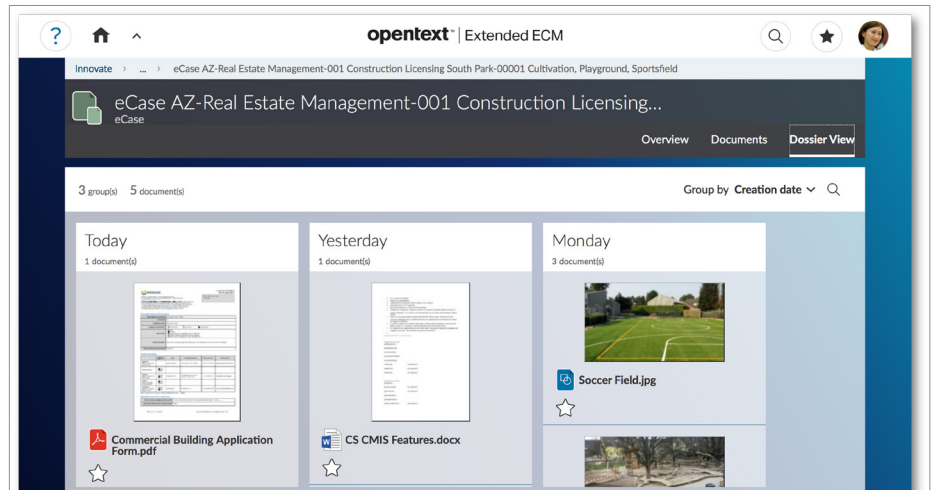 ?
opentext™ | Extended ECM
Innovate > ... > eCase AZ-Real Estate Management-001 Construction Licensing South Park-00001 Cultivation, Playground, Sportsfield
eCase AZ-Real Estate Management-001 Construction Licensing...
eCase
Overview Documents Dossier View
3 group(s) 5 document(s) Group by Creation date
Today
1 document(s)
Commercial Building Application
Form.pdf
Yesterday
1 document(s)
CS CMIS Features.docx
Monday
3 document(s)
Soccer Field.jpg